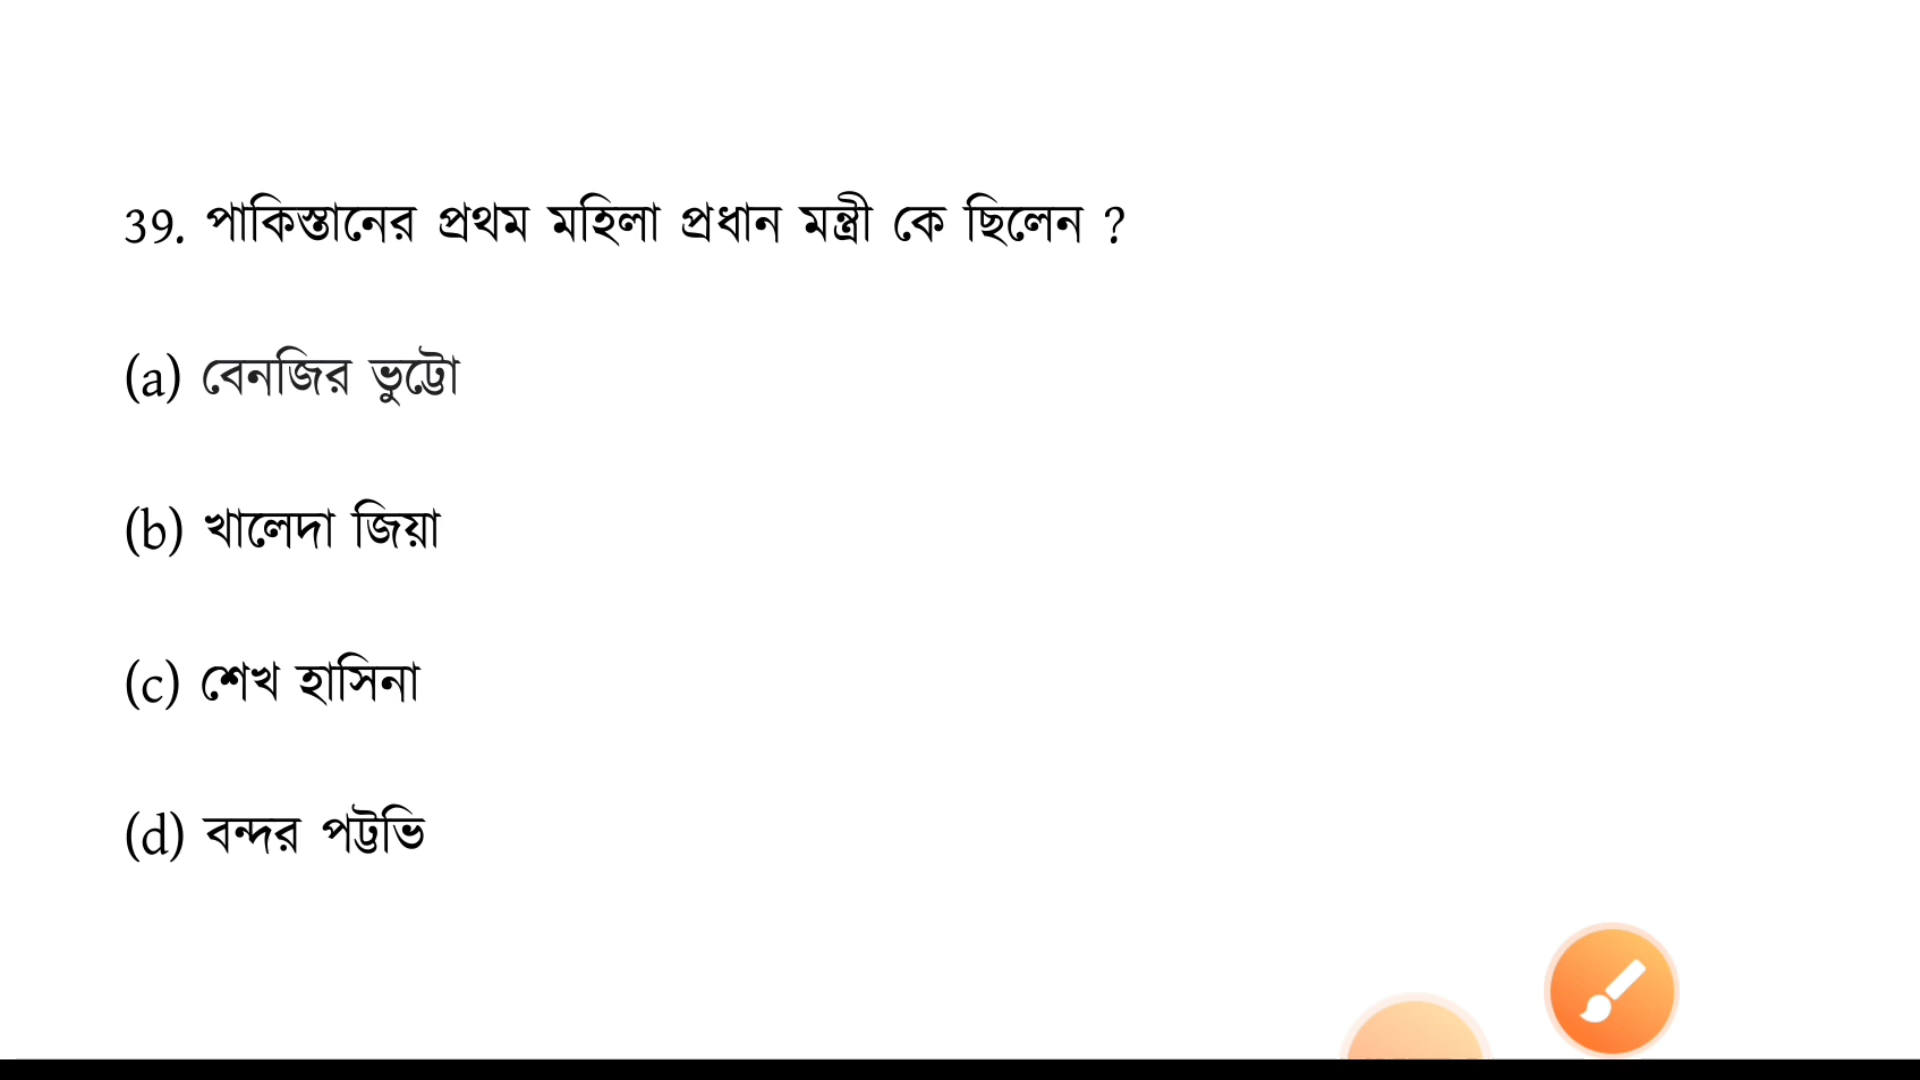 39. পাকিস্তানের প্রথম মহিলা প্রধান মন্ত্রী কে ছিলেন ?
(a) বেনজির ভুট্টো
(b) খালেদা জিয়া
(c) শেখ হাসিনা
(d) বন্দর পট্টভি